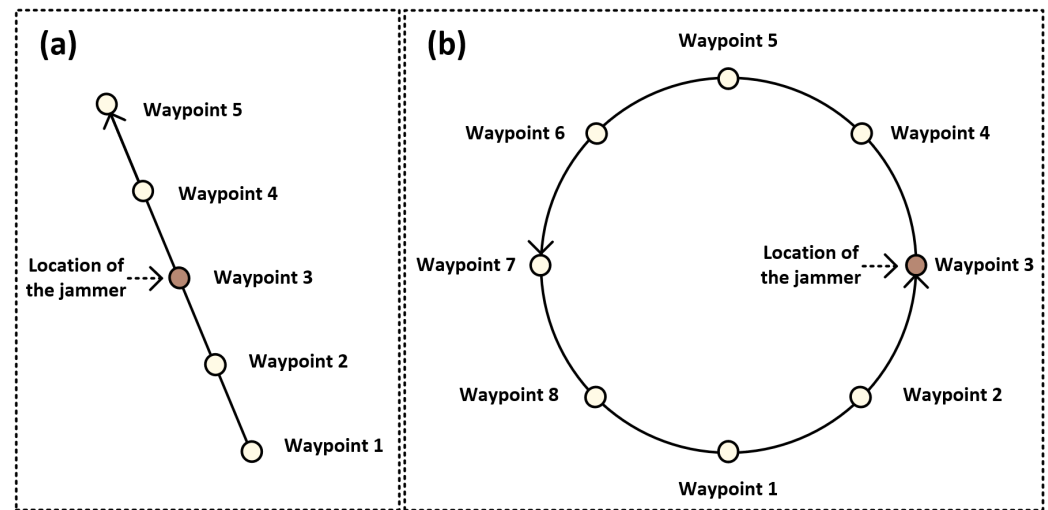 (a)
Waypoint 5
Waypoint 4
Location of
the jammer
Waypoint 3
Waypoint 2
Waypoint 1
(b)
Waypoint 5
Waypoint 6
Waypoint 4
Waypoint 7
Location of
the jammer
Waypoint 3
Waypoint 8
Waypoint 2
Waypoint 1